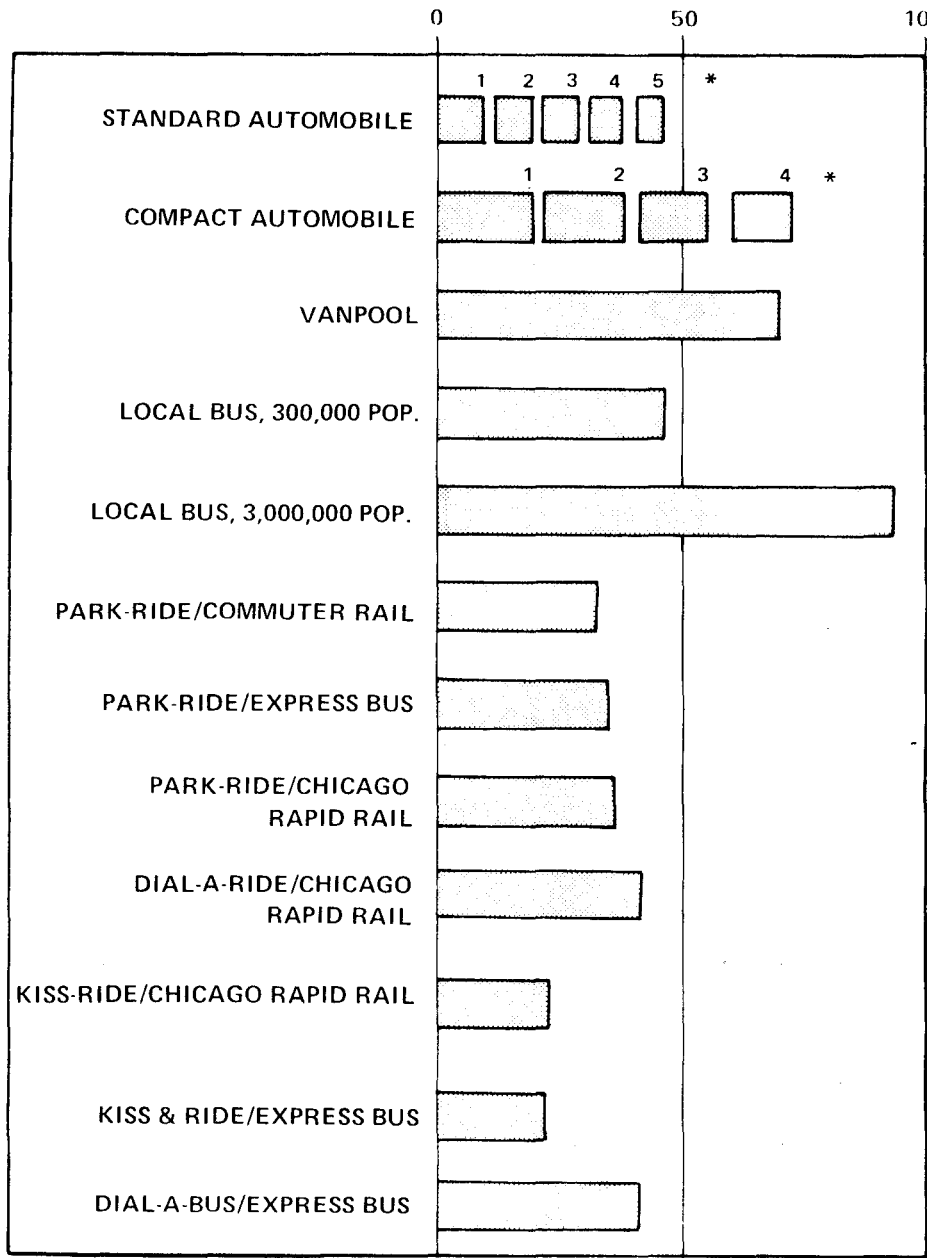 0 50 10
1 2 3 4 5 *
STANDARD AUTOMOBILE
1 2 3 4 *
COMPACT AUTOMOBILE
VANPOOL
LOCAL BUS, 300,000 POP.
LOCAL BUS, 3,000,000 POP.
PARK-RIDE/COMMUTER RAIL
PARK-RIDE/EXPRESS BUS
PARK-RIDE/CHICAGO
RAPID RAIL
DIAL-A-RIDE/CHICAGO
RAPID RAIL
KISS-RIDE/CHICAGO RAPID RAIL
KISS & RIDE/EXPRESS BUS
DIAL-A-BUS/EXPRESS BUS